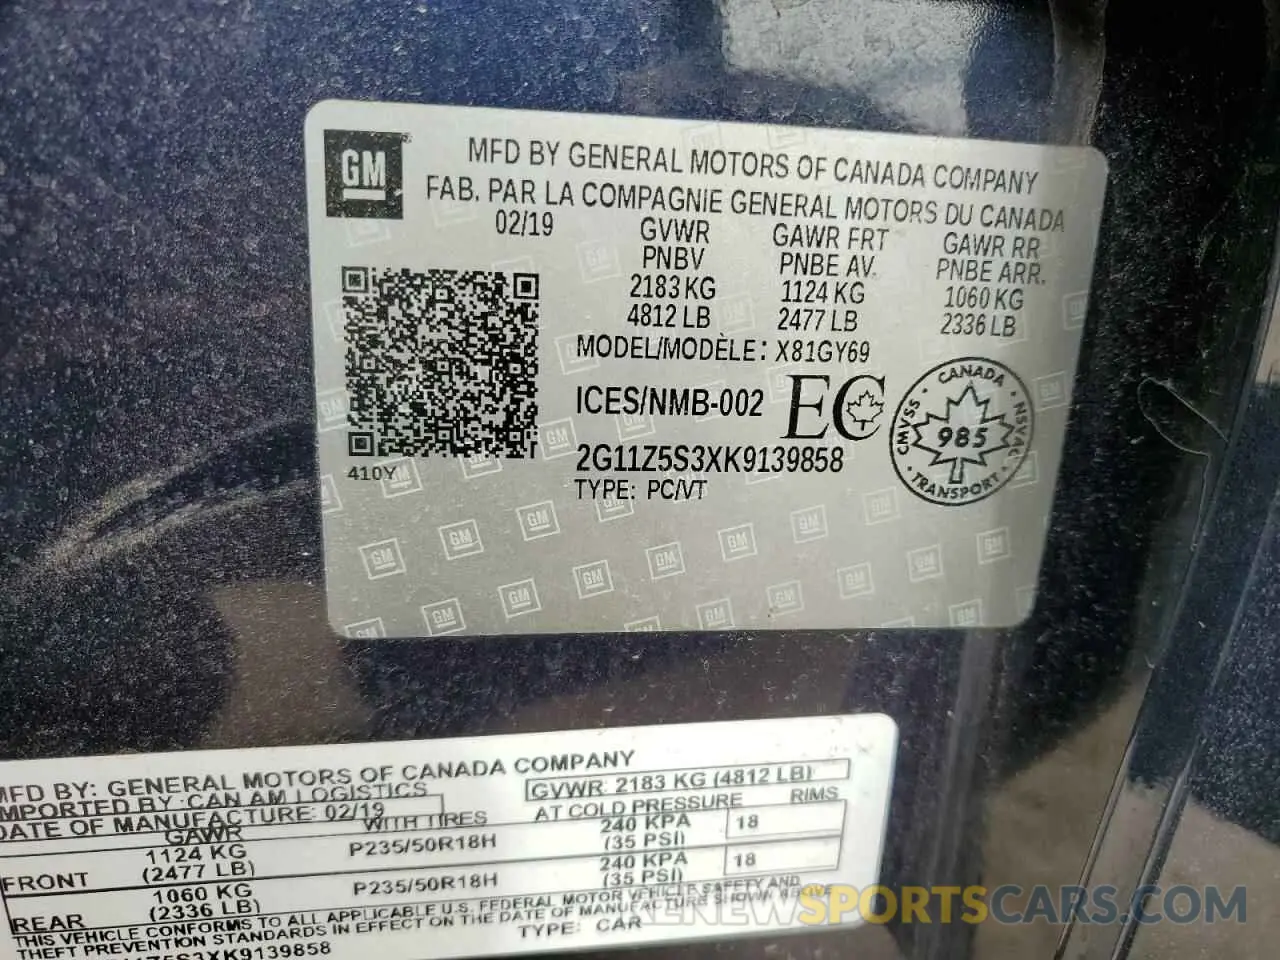 GM
MFD BY GENERAL MOTORS OF CANADA COMPANY
FAB. PAR LA COMPAGNIE GENERAL MOTORS DU CANADA
02/19 GVWR GAWR FRT GAWR RR
PNBV PNBE AV. PNBE ARR.
2183 KG 1124 KG 1060 KG
4812 LB 2477 LB 2336 LB
MODEL/MODÈLE: X81GY69
ICES/NMB-002 EC
CANADA
CMVSS 985 NSVAC
TRANSPORT
2G11Z5S3XK9139858
410Y TYPE: PC/VT
MFD BY: GENERAL MOTORS OF CANADA COMPANY
IMPORTED BY: CAN AM LOGISTICS GVWR: 2183 KG (4812 LB)
DATE OF MANUFACTURE: 02/19 AT COLD PRESSURE RIMS
GAWR WITH TIRES
FRONT 1124 KG P235/50R18H 240 KPA 18
(2477 LB) (35 PSI)
REAR 1060 KG P235/50R18H 240 KPA 18
(2336 LB) (35 PSI)
THIS VEHICLE CONFORMS TO ALL APPLICABLE U.S. FEDERAL MOTOR VEHICLE SAFETY AND
THEFT PREVENTION STANDARDS IN EFFECT ON THE DATE OF MANUFACTURE SHOWN ABOVE
TYPE: CAR
RENEWSPORTSCARS.COM